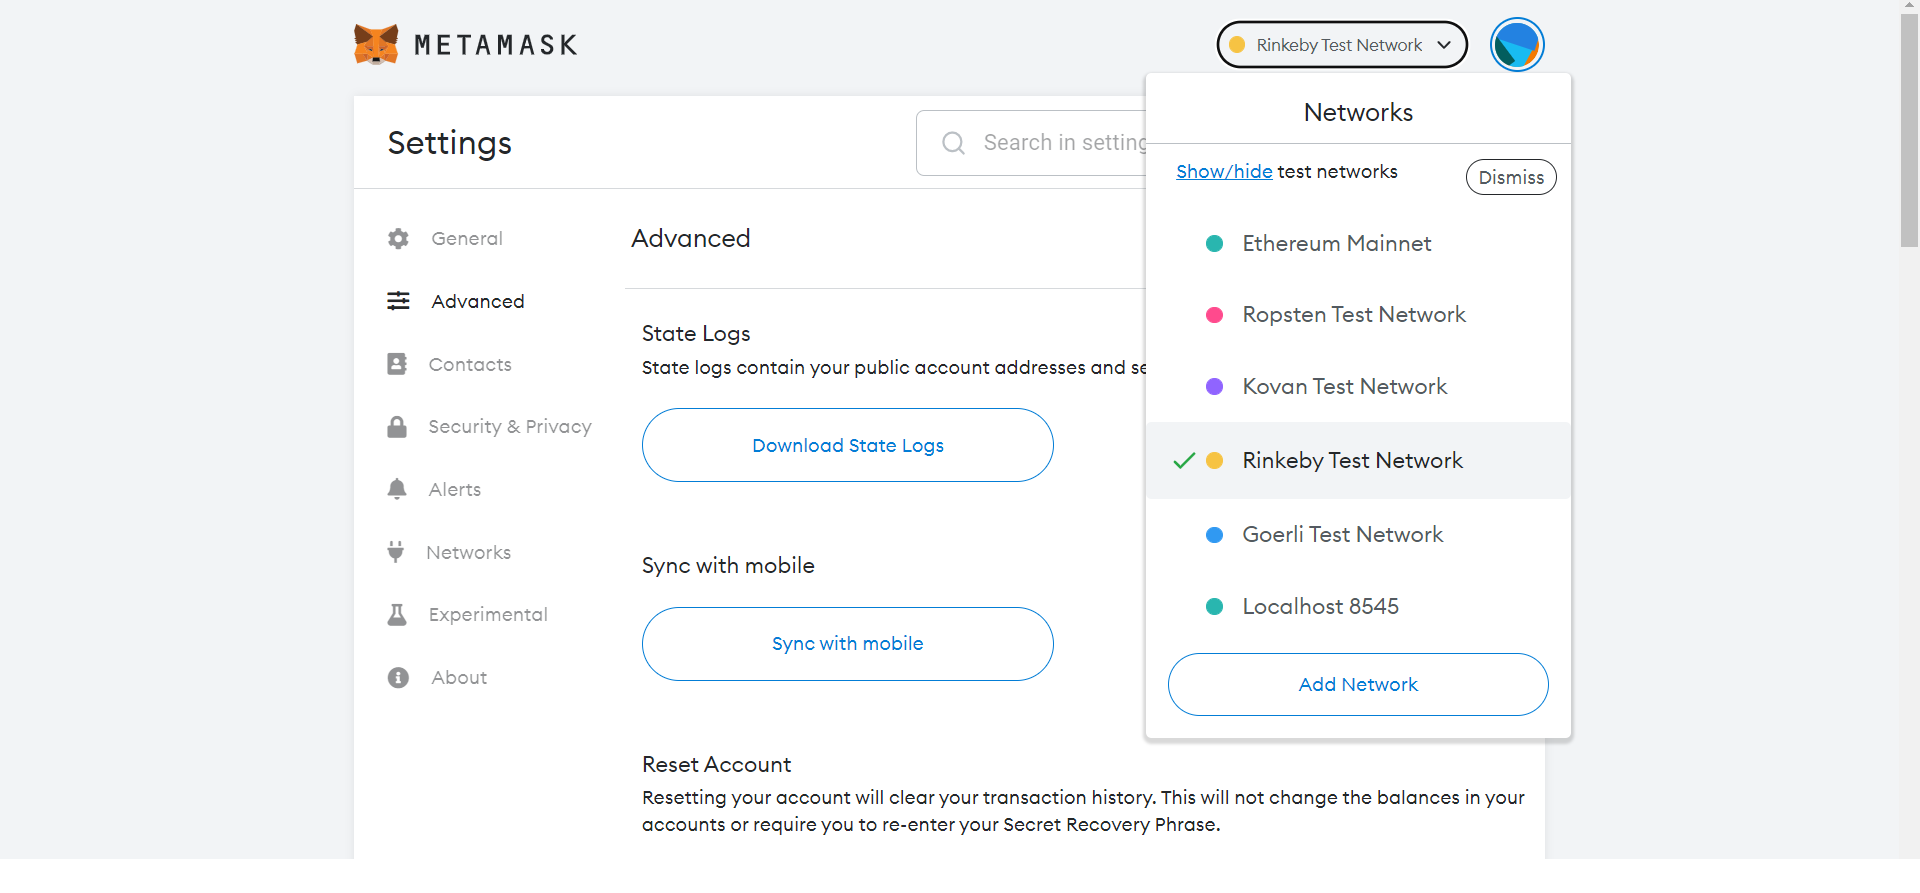 METAMASK
Rinkeby Test Network
Settings
Search in setting
Networks
Show/hide test networks
Dismiss
Ethereum Mainnet
Ropsten Test Network
Kovan Test Network
Rinkeby Test Network
Goerli Test Network
Localhost 8545
Add Network
General
Advanced
Contacts
Security & Privacy
Alerts
Networks
Experimental
About
Advanced
State Logs
State logs contain your public account addresses and se
Download State Logs
Sync with mobile
Sync with mobile
Reset Account
Resetting your account will clear your transaction history. This will not change the balances in your
accounts or require you to re-enter your Secret Recovery Phrase.